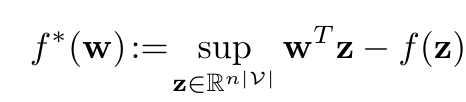 f*(w) := sup_{z∈ℝ^{n|𝒱|}} w^T z − f(z)